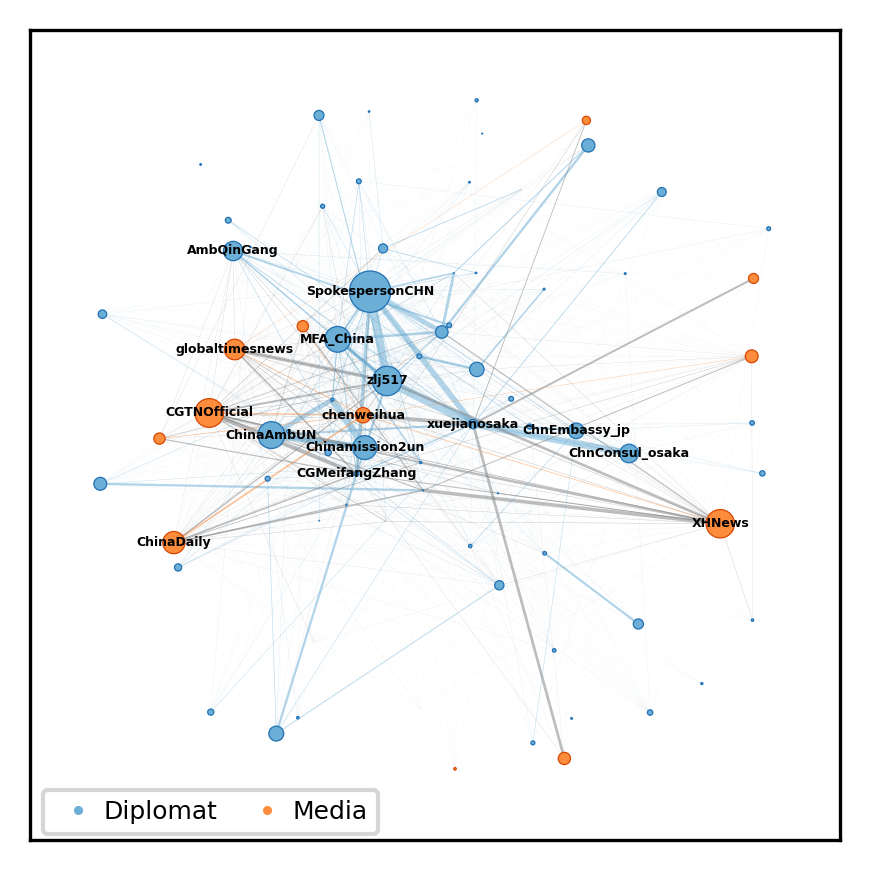 AmbQinGang
SpokespersonCHN
MFA_China
globaltimesnews
zlj517
CGTNOfficial
chenweihua
xuejianosaka
ChnEmbassy_jp
ChinaAmbUN
Chinamission2un
ChnConsul_osaka
CGMeifangZhang
XHNews
ChinaDaily
Diplomat
Media